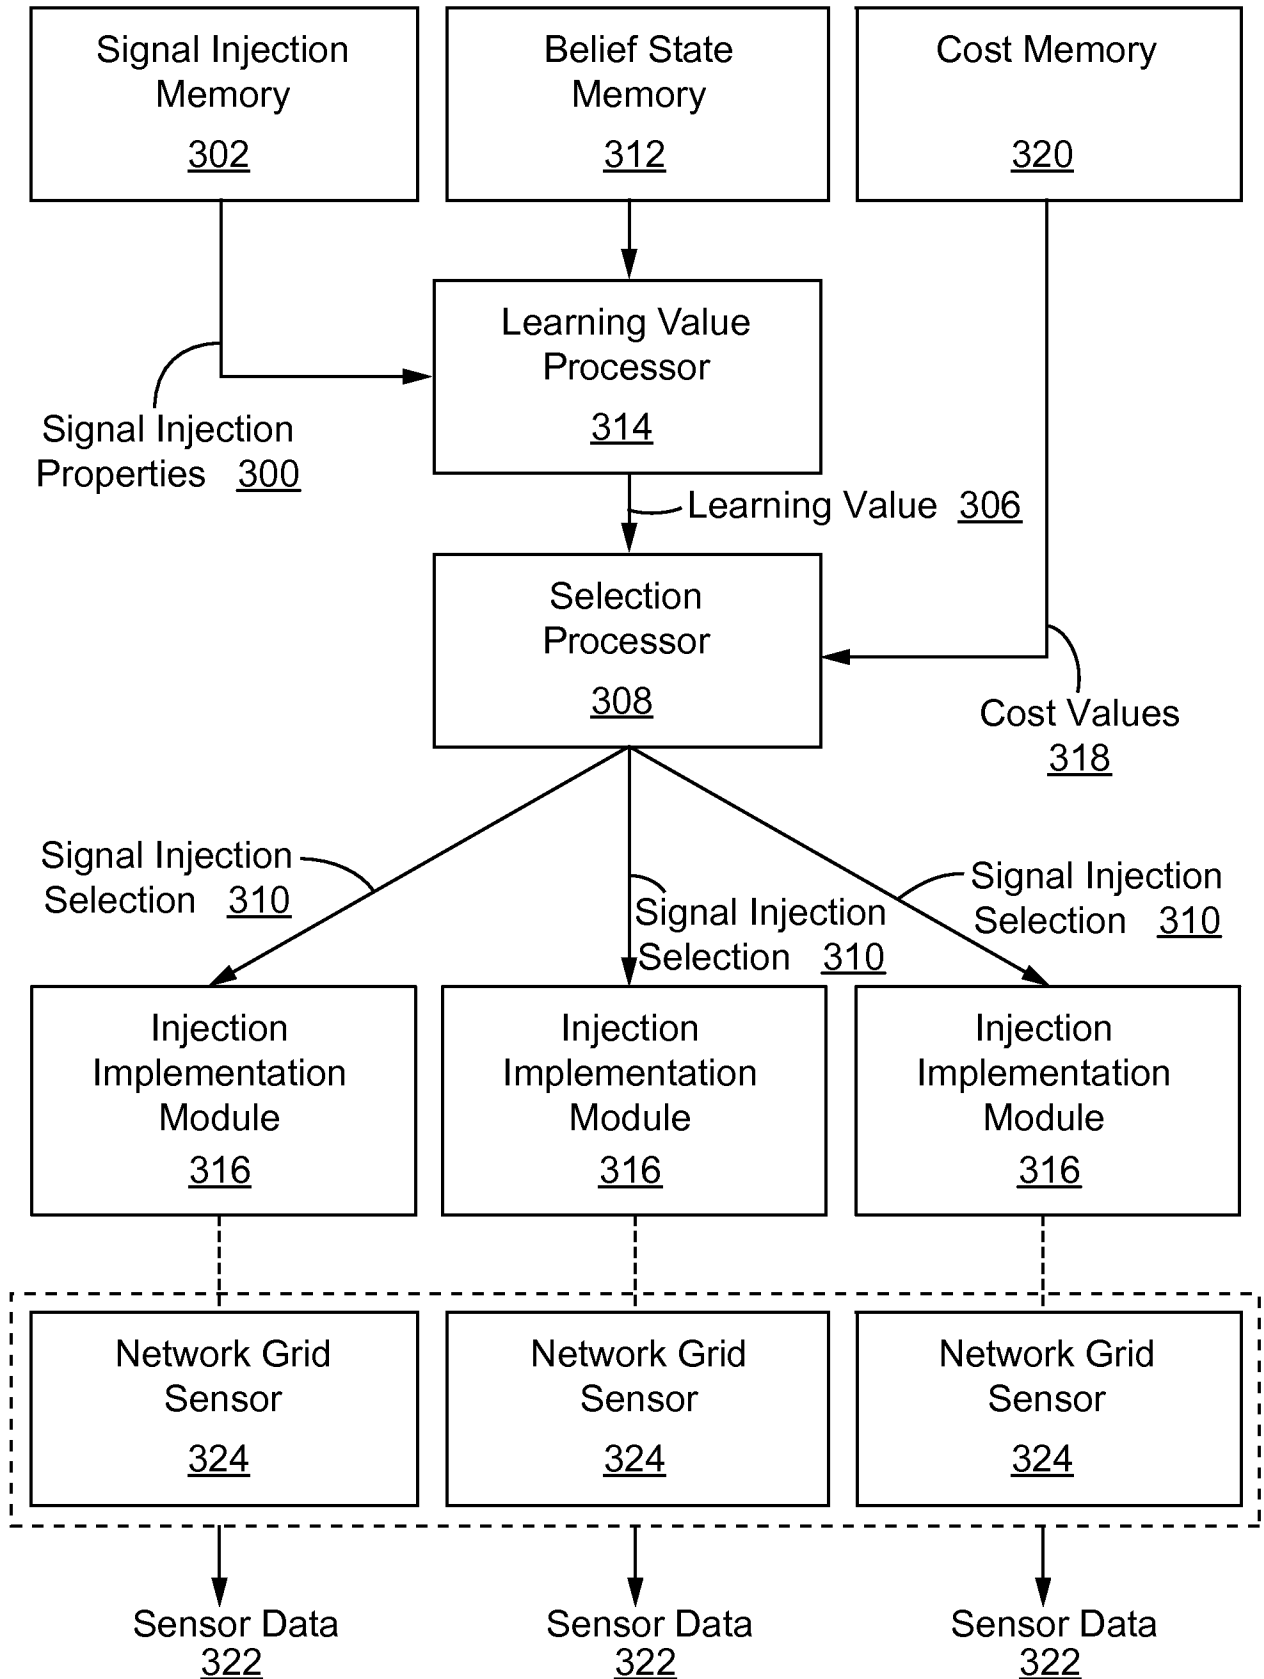 Signal Injection
Memory
302
Belief State
Memory
312
Cost Memory
320
Learning Value
Processor
314
Signal Injection
Properties 300
Learning Value 306
Selection
Processor
308
Cost Values
318
Signal Injection
Selection 310
Signal Injection
Selection 310
Signal Injection
Selection 310
Injection
Implementation
Module
316
Injection
Implementation
Module
316
Injection
Implementation
Module
316
Network Grid
Sensor
324
Network Grid
Sensor
324
Network Grid
Sensor
324
Sensor Data
322
Sensor Data
322
Sensor Data
322